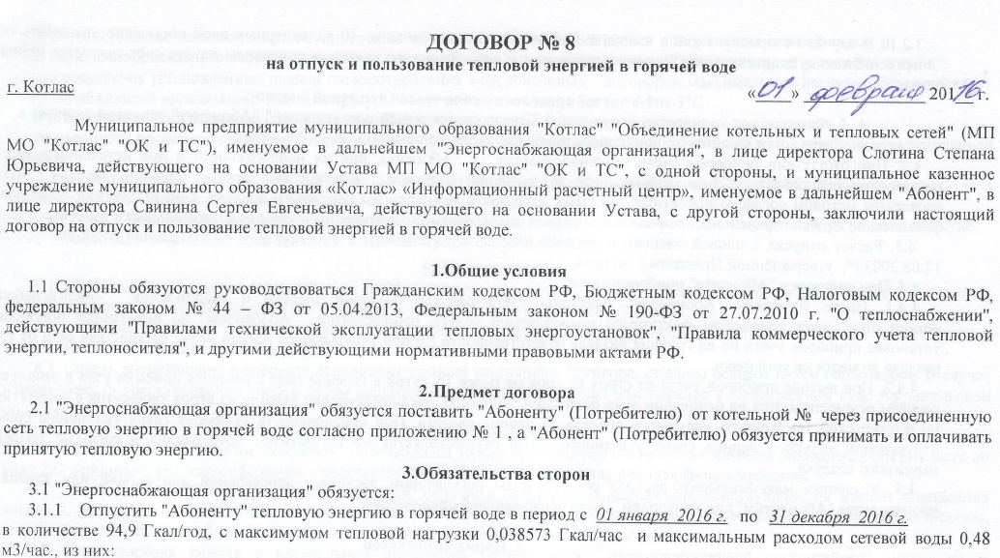 ДОГОВОР № 8
на отпуск и пользование тепловой энергией в горячей воде
г. Котлас «01» февраля 2016г.
Муниципальное предприятие муниципального образования "Котлас" "Объединение котельных и тепловых сетей" (МП
МО "Котлас" "ОК и ТС"), именуемое в дальнейшем "Энергоснабжающая организация", в лице директора Слотина Степана
Юрьевича, действующего на основании Устава МП МО "Котлас" "ОК и ТС", с одной стороны, и муниципальное казенное
учреждение муниципального образования «Котлас» «Информационный расчетный центр», именуемое в дальнейшем "Абонент", в
лице директора Свинина Сергея Евгеньевича, действующего на основании Устава, с другой стороны, заключили настоящий
договор на отпуск и пользование тепловой энергией в горячей воде.
1.Общие условия
1.1 Стороны обязуются руководствоваться Гражданским кодексом РФ, Бюджетным кодексом РФ, Налоговым кодексом РФ,
федеральным законом № 44 – ФЗ от 05.04.2013, Федеральным законом № 190-ФЗ от 27.07.2010 г. "О теплоснабжении",
действующими "Правилами технической эксплуатации тепловых энергоустановок", "Правила коммерческого учета тепловой
энергии, теплоносителя", и другими действующими нормативными правовыми актами РФ.
2.Предмет договора
2.1 "Энергоснабжающая организация" обязуется поставить "Абоненту" (Потребителю) от котельной № через присоединенную
сеть тепловую энергию в горячей воде согласно приложению № 1 , а "Абонент" (Потребителю) обязуется принимать и оплачивать
принятую тепловую энергию.
3.Обязательства сторон
3.1 "Энергоснабжающая организация" обязуется:
3.1.1 Отпустить "Абоненту" тепловую энергию в горячей воде в период с 01 января 2016 г. по 31 декабря 2016 г.
в количестве 94,9 Гкал/год, с максимумом тепловой нагрузки 0,038573 Гкал/час и максимальным расходом сетевой воды 0,48
м3/час., из них: